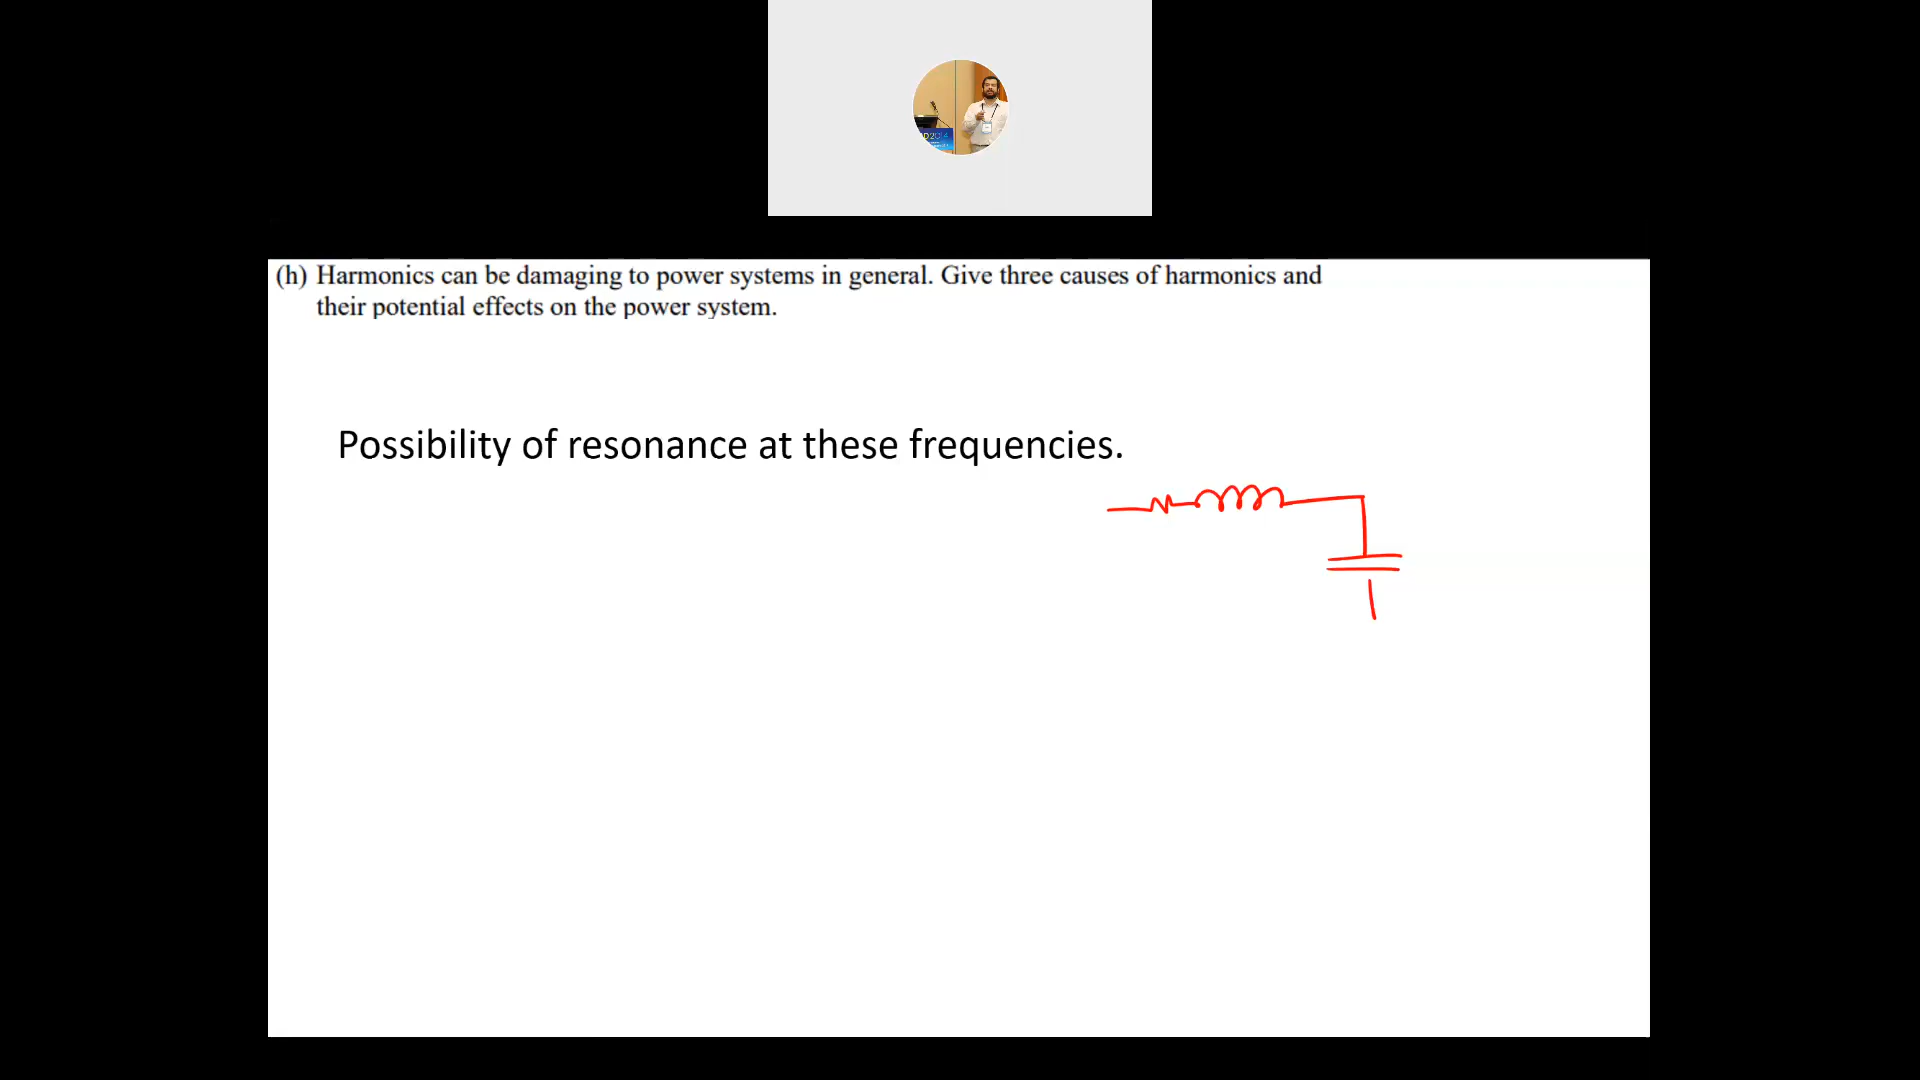 (h) Harmonics can be damaging to power systems in general. Give three causes of harmonics and
their potential effects on the power system.
Possibility of resonance at these frequencies.